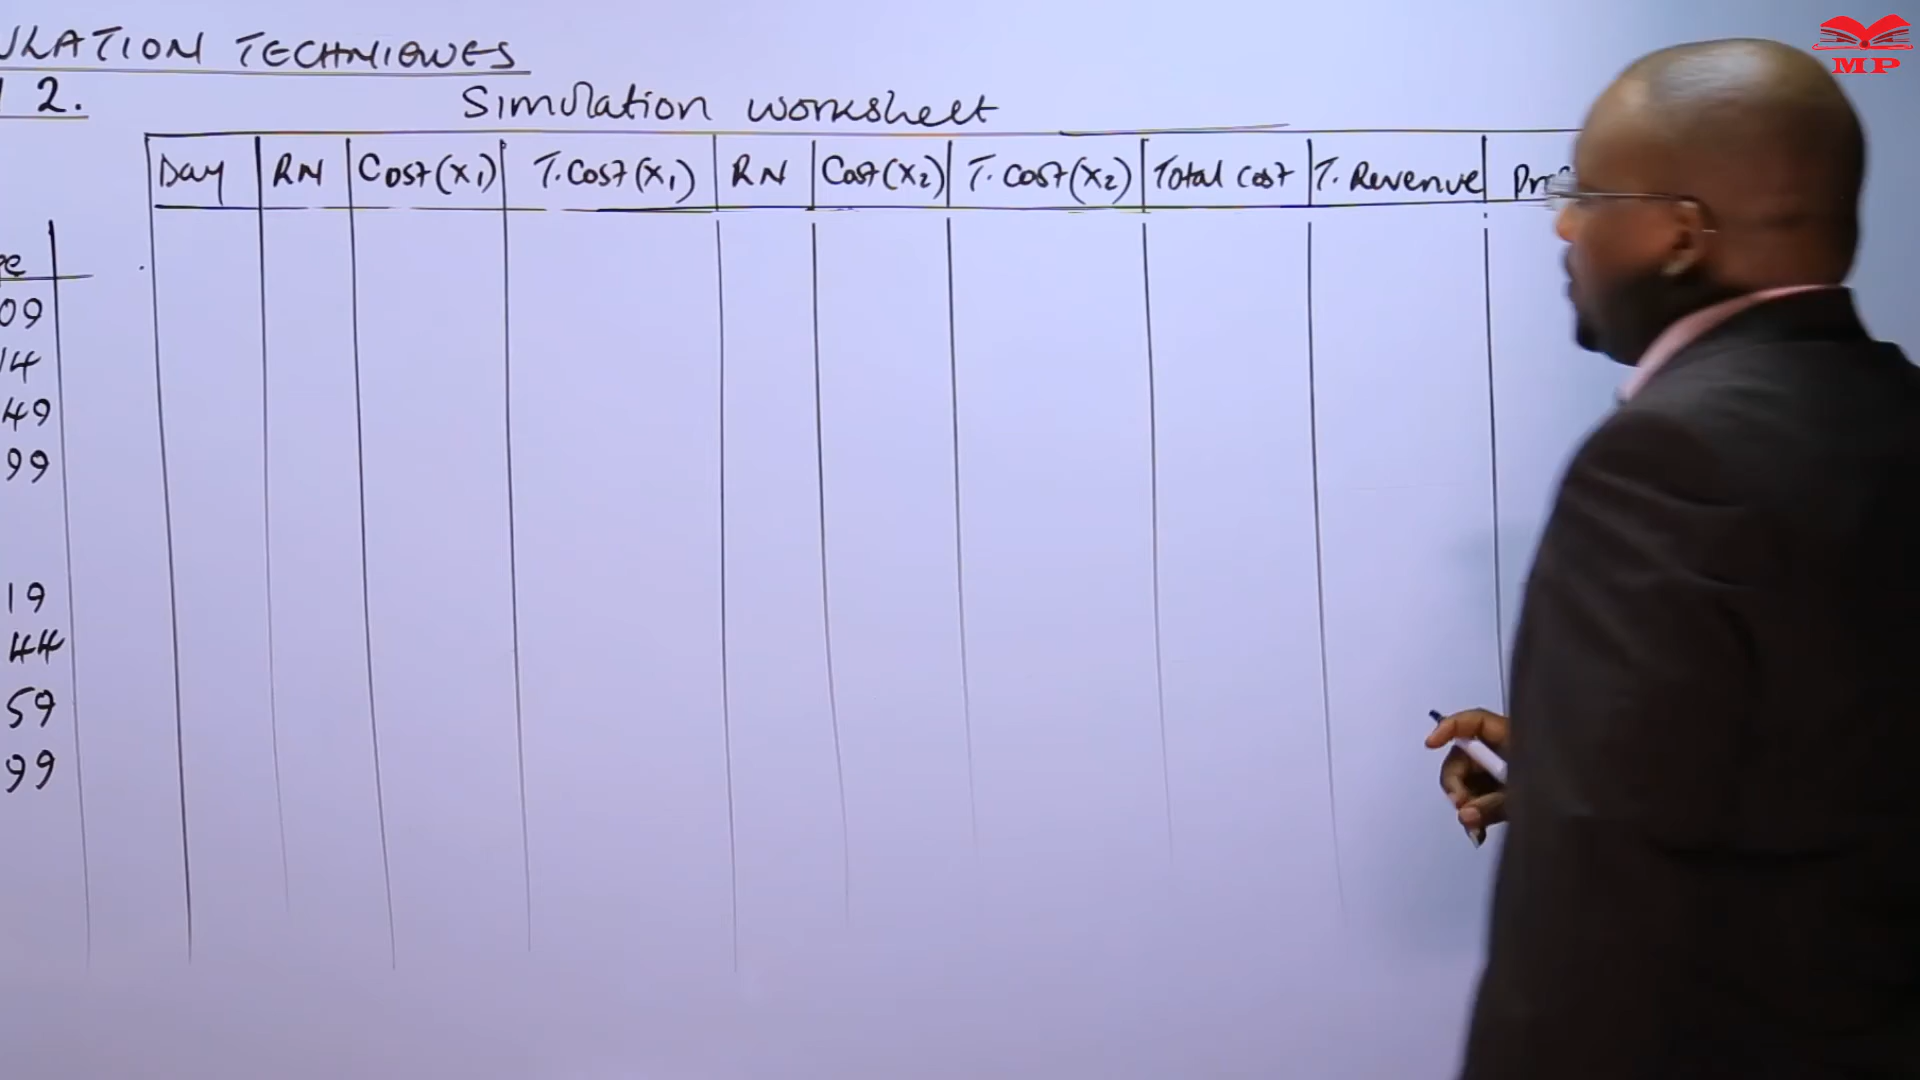 ULATION TECHNIQUES
2.
Simulation worksheet
Day RN Cost(x₁) T.Cost(x₁) RN Cost(x₂) T.Cost(x₂) Total Cost T. Revenue
09
14
49
99
19
44
59
99
MP